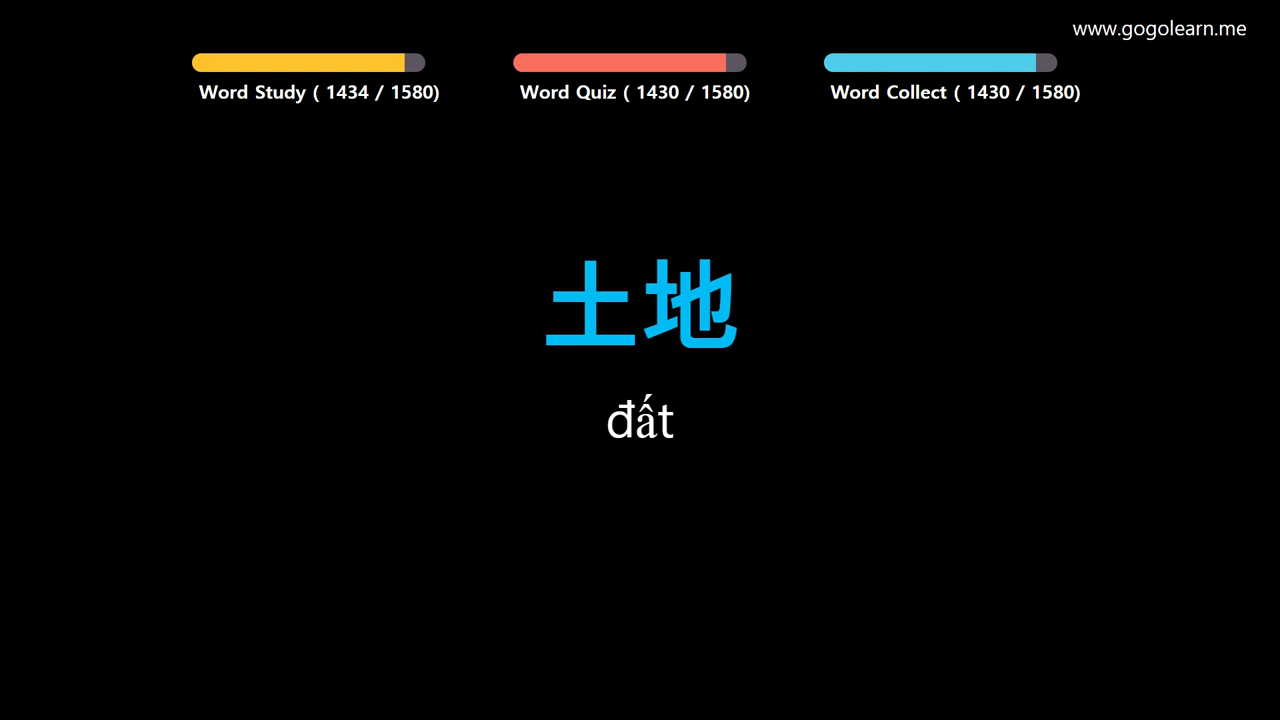 www.gogolearn.me
Word Study ( 1434 / 1580)
Word Quiz ( 1430 / 1580)
Word Collect ( 1430 / 1580)
土地
đất